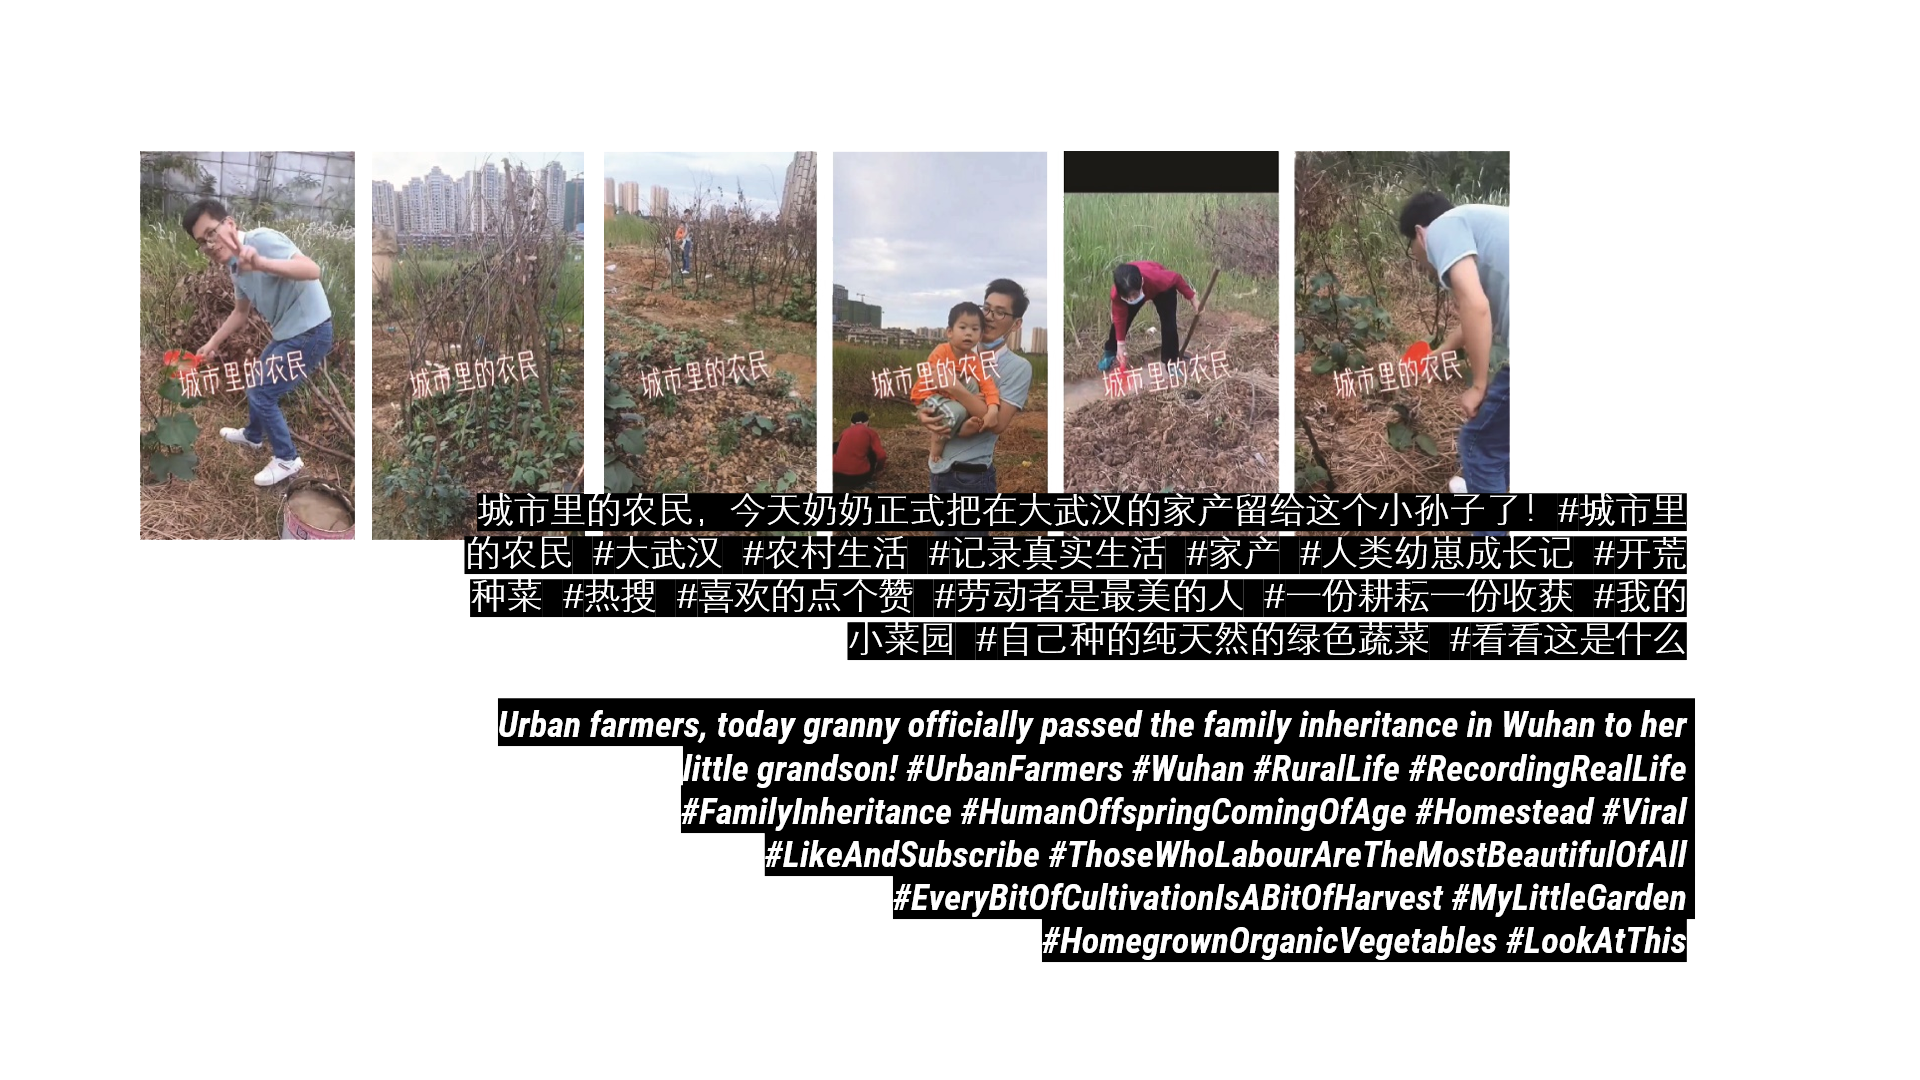 城市里的农民
城市里的农民
城市里的农民
城市里的农民
城市里的农民
城市里的农民
城市里的农民，今天奶奶正式把在大武汉的家产留给这个小孙子了！#城市里
的农民 #大武汉 #农村生活 #记录真实生活 #家产 #人类幼崽成长记 #开荒
种菜 #热搜 #喜欢的点个赞 #劳动者是最美的人 #一份耕耘一份收获 #我的
小菜园 #自己种的纯天然的绿色蔬菜 #看看这是什么
Urban farmers, today granny officially passed the family inheritance in Wuhan to her
little grandson! #UrbanFarmers #Wuhan #RuralLife #RecordingRealLife
#FamilyInheritance #HumanOffspringComingOfAge #Homestead #Viral
#LikeAndSubscribe #ThoseWhoLabourAreTheMostBeautifulOfAll
#EveryBitOfCultivationIsABitOfHarvest #MyLittleGarden
#HomegrownOrganicVegetables #LookAtThis